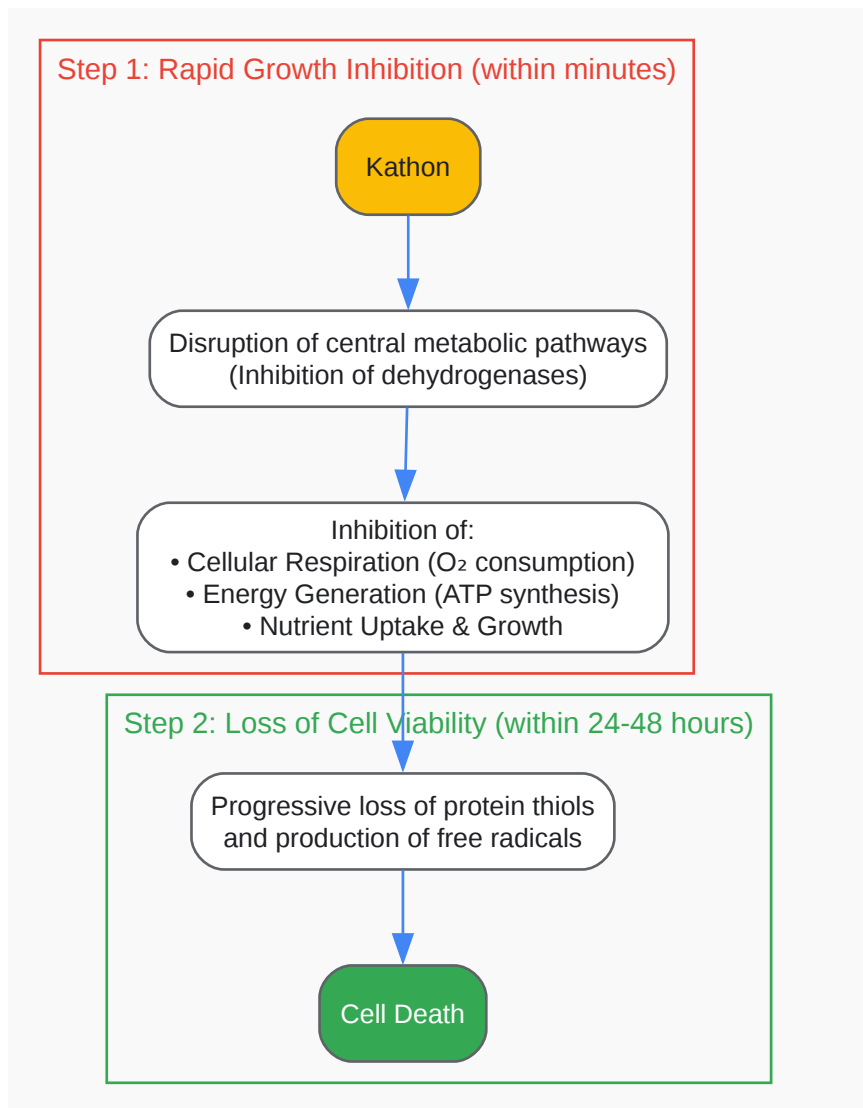 Step 1: Rapid Growth Inhibition (within minutes)
Kathon
Disruption of central metabolic pathways
(Inhibition of dehydrogenases)
Inhibition of:
• Cellular Respiration (O₂ consumption)
• Energy Generation (ATP synthesis)
• Nutrient Uptake & Growth
Step 2: Loss of Cell Viability (within 24-48 hours)
Progressive loss of protein thiols
and production of free radicals
Cell Death